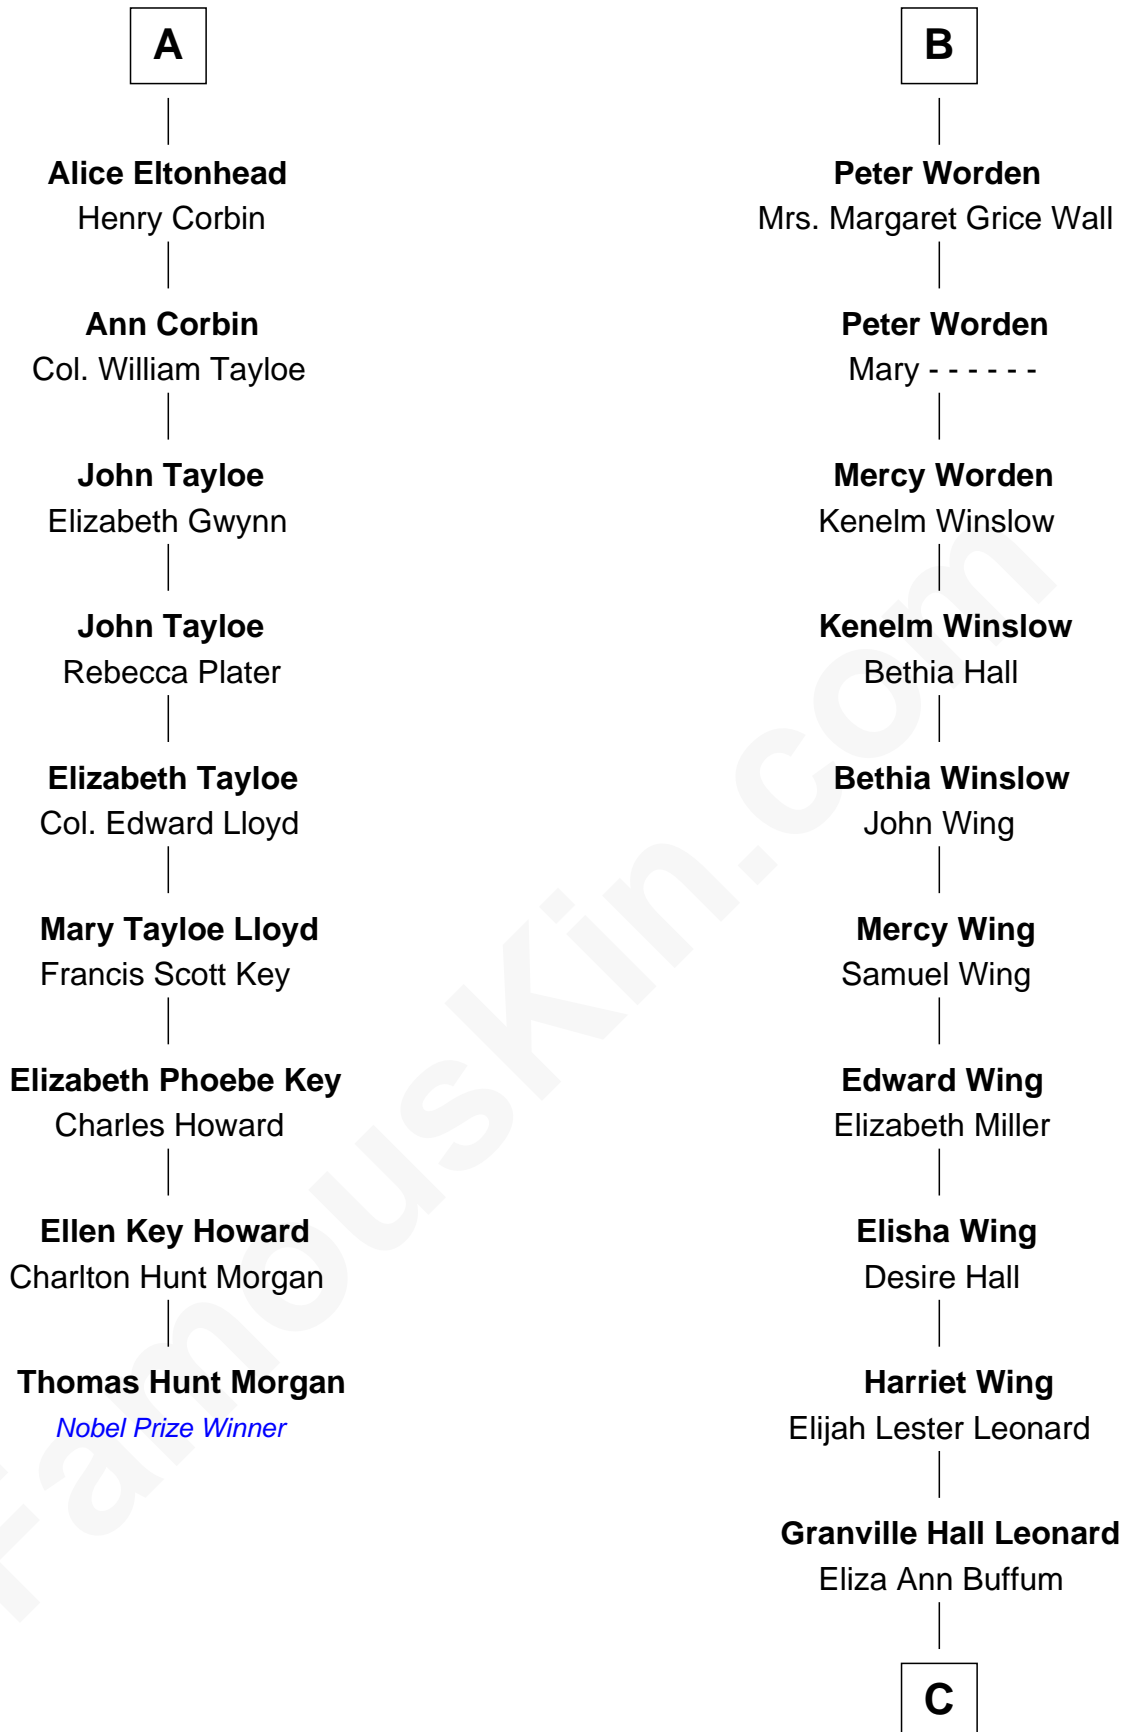 A
Alice Eltonhead
Henry Corbin
Ann Corbin
Col. William Tayloe
John Tayloe
Elizabeth Gwynn
John Tayloe
Rebecca Plater
Elizabeth Tayloe
Col. Edward Lloyd
Mary Tayloe Lloyd
Francis Scott Key
Elizabeth Phoebe Key
Charles Howard
Ellen Key Howard
Charlton Hunt Morgan
Thomas Hunt Morgan
Nobel Prize Winner
B
Peter Worden
Mrs. Margaret Grice Wall
Peter Worden
Mary - - - - - -
Mercy Worden
Kenelm Winslow
Kenelm Winslow
Bethia Hall
Bethia Winslow
John Wing
Mercy Wing
Samuel Wing
Edward Wing
Elizabeth Miller
Elisha Wing
Desire Hall
Harriet Wing
Elijah Lester Leonard
Granville Hall Leonard
Eliza Ann Buffum
C
FamousKin.com